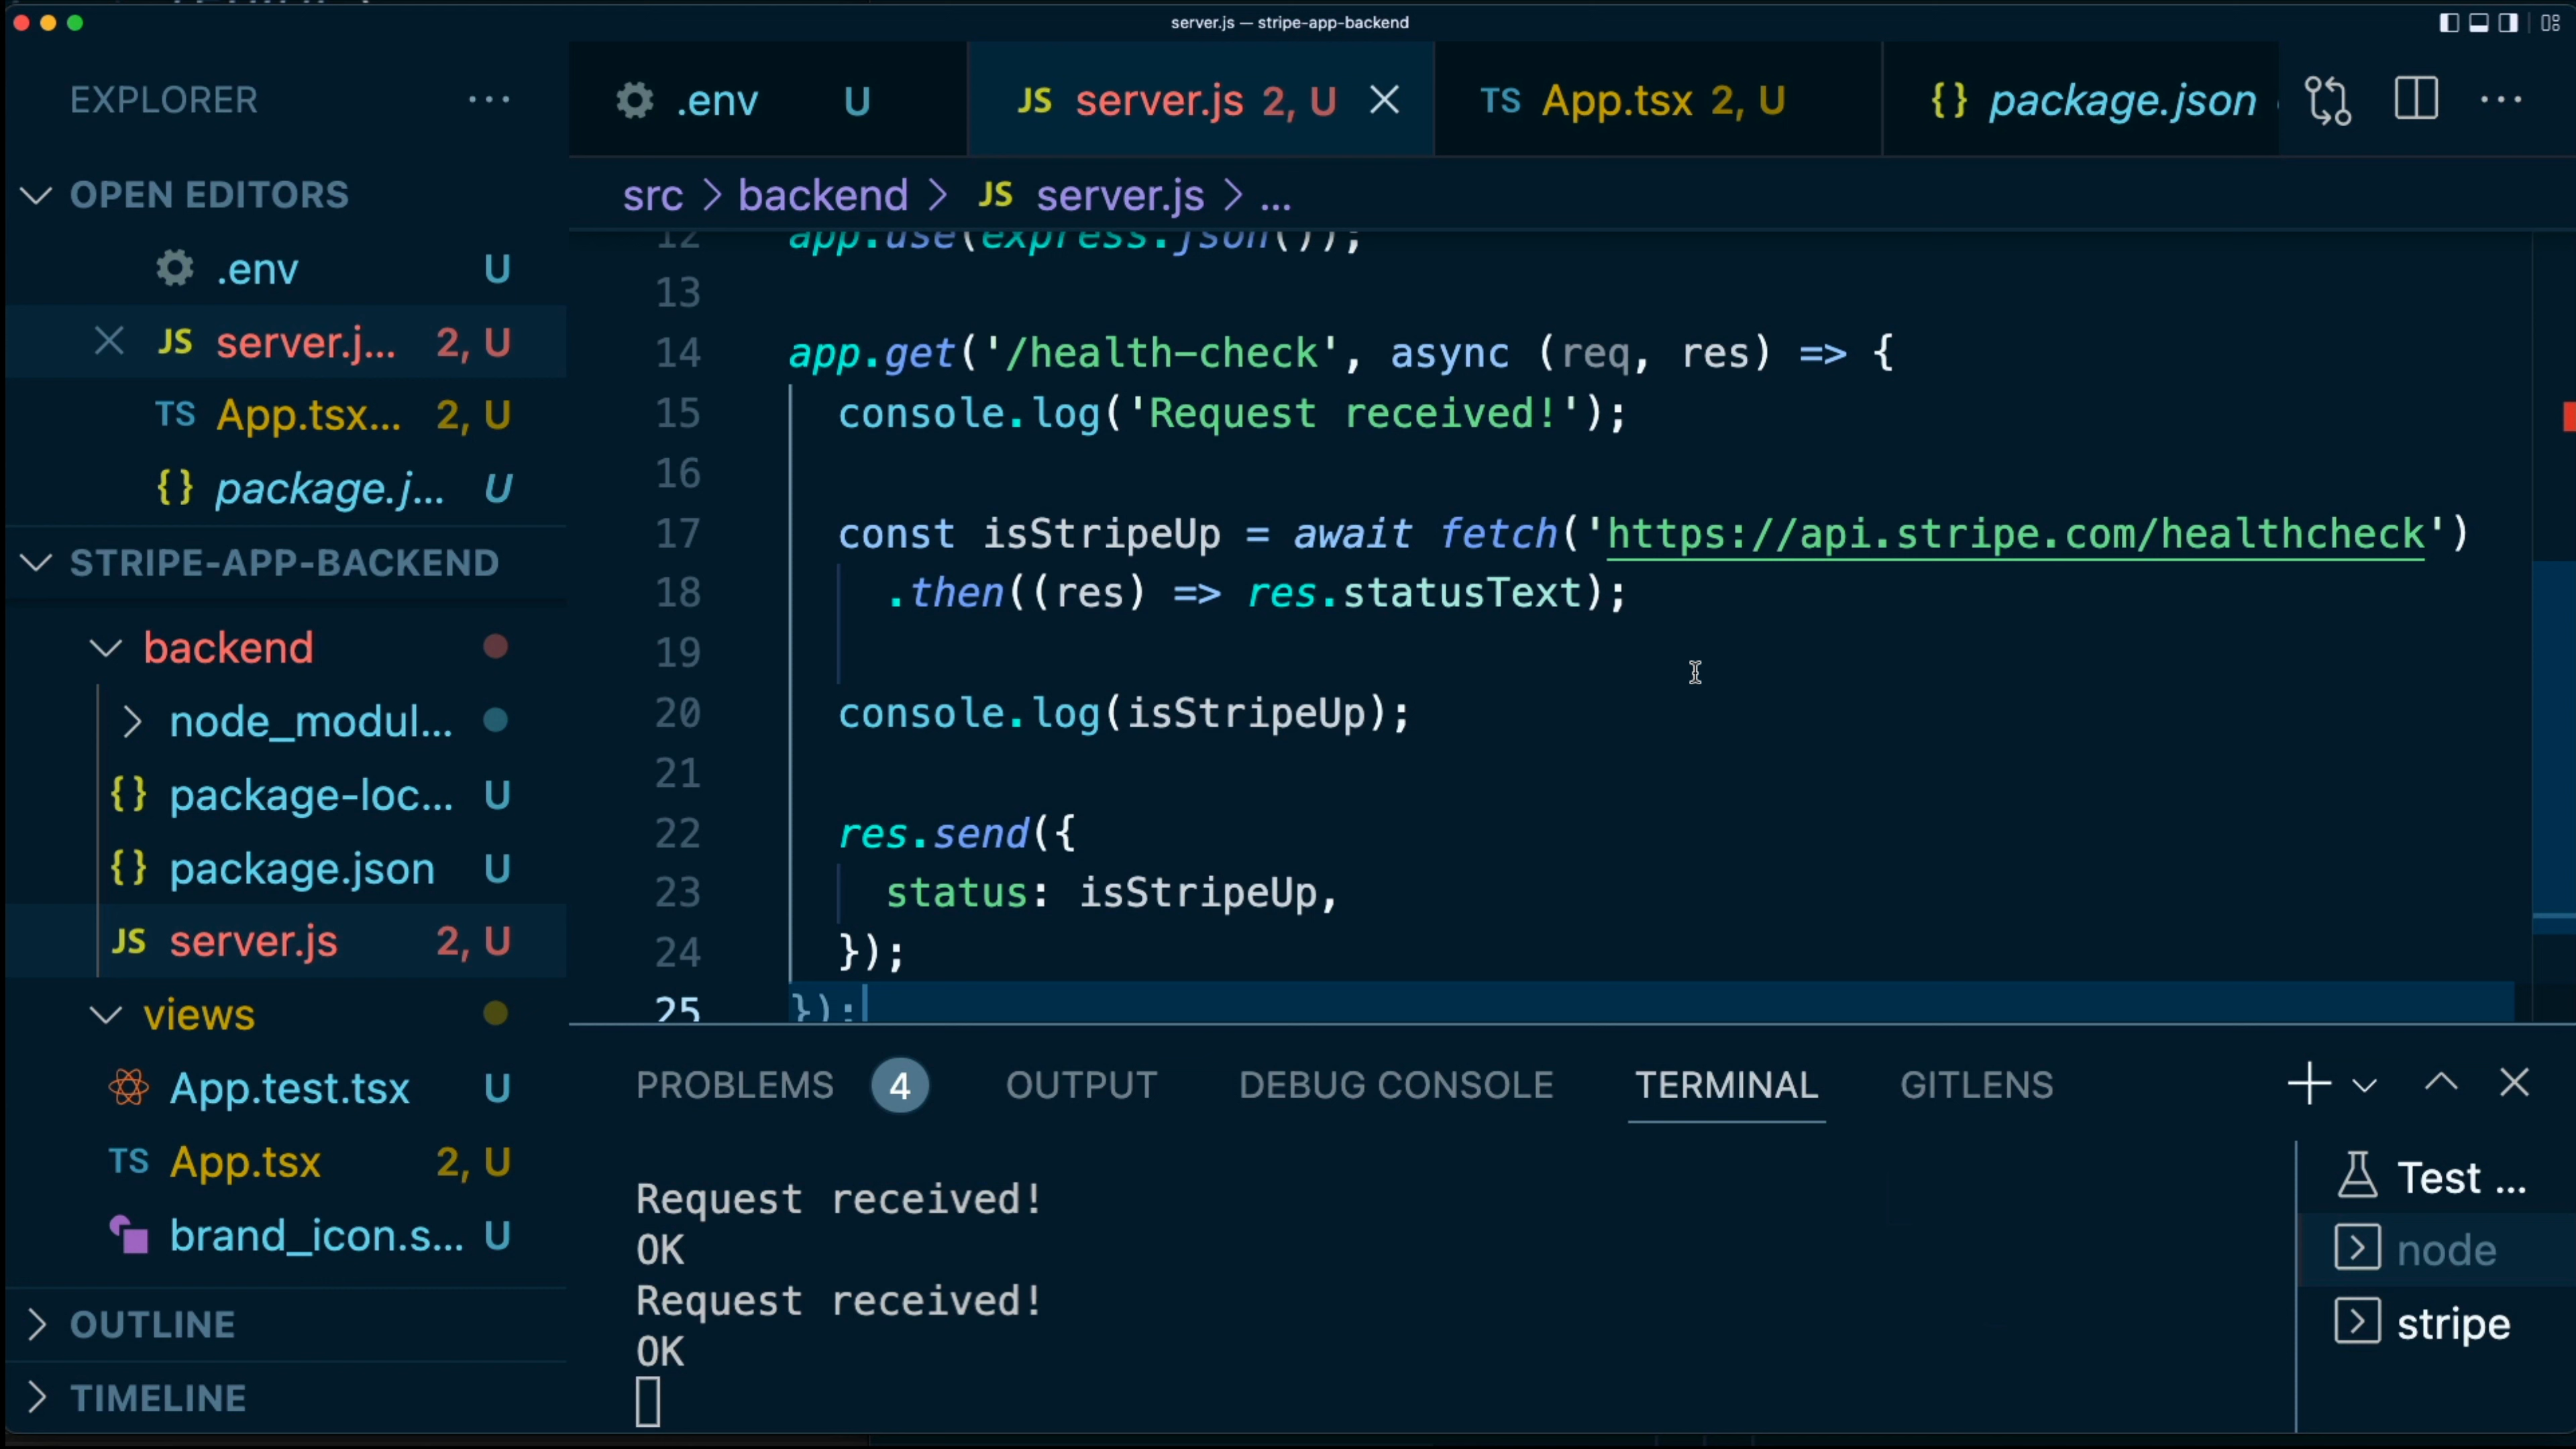 server.js — stripe-app-backend
EXPLORER ...
.env U
JS server.js 2, U
TS App.tsx 2, U
{} package.json
...
OPEN EDITORS
src > backend > JS server.js > ...
.env U
JS server.j... 2, U
TS App.tsx... 2, U
{} package.j... U
STRIPE-APP-BACKEND
backend
node_modul...
{} package-loc... U
{} package.json U
JS server.js 2, U
views
App.test.tsx U
TS App.tsx 2, U
brand_icon.s... U
OUTLINE
TIMELINE
12 app.use(express.json());
13
14 app.get('/health-check', async (req, res) => {
15 console.log('Request received!');
16
17 const isStripeUp = await fetch('https://api.stripe.com/healthcheck')
18 .then((res) => res.statusText);
19
20 console.log(isStripeUp);
21
22 res.send({
23 status: isStripeUp,
24 });
25 });
PROBLEMS 4 OUTPUT DEBUG CONSOLE TERMINAL GITLENS
Request received!
OK
Request received!
OK
Test ...
node
stripe